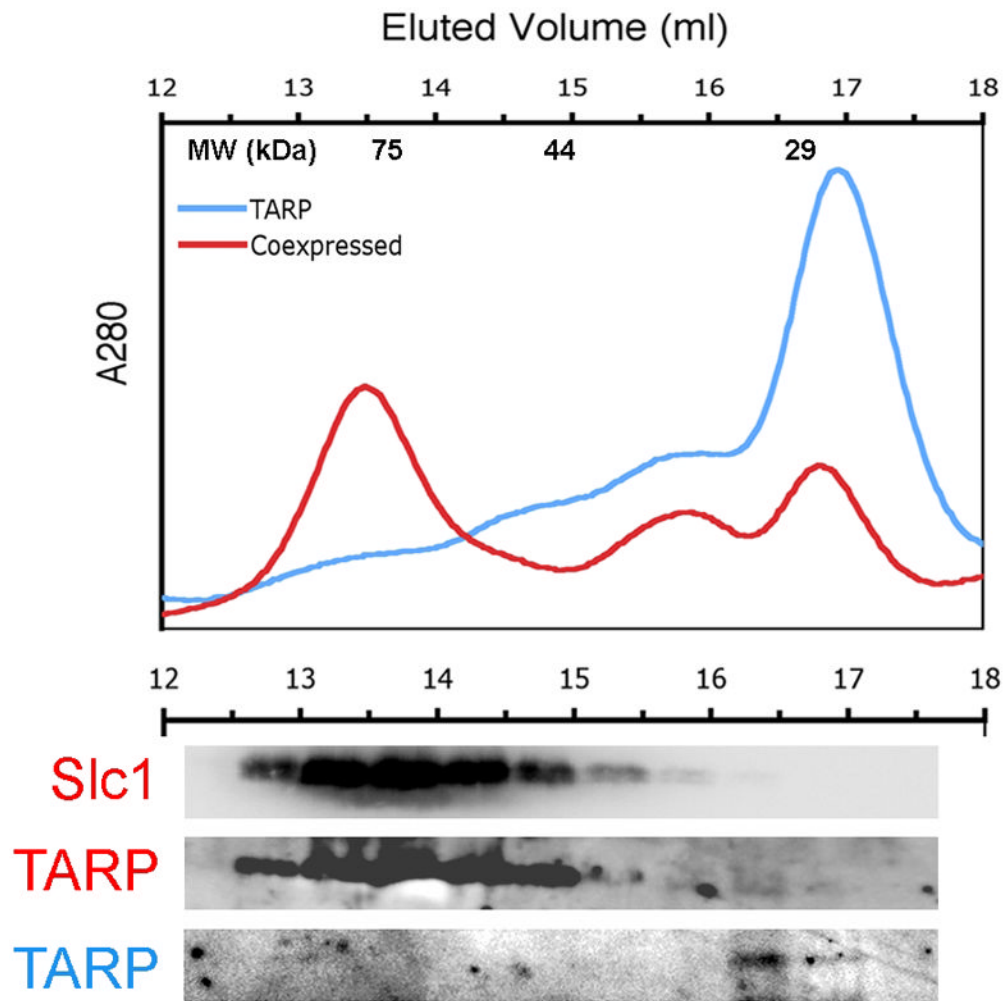 Eluted Volume (ml)
12 13 14 15 16 17 18
MW (kDa) 75 44 29
TARP
Coexpressed
A280
12 13 14 15 16 17 18
Slc1
TARP
TARP